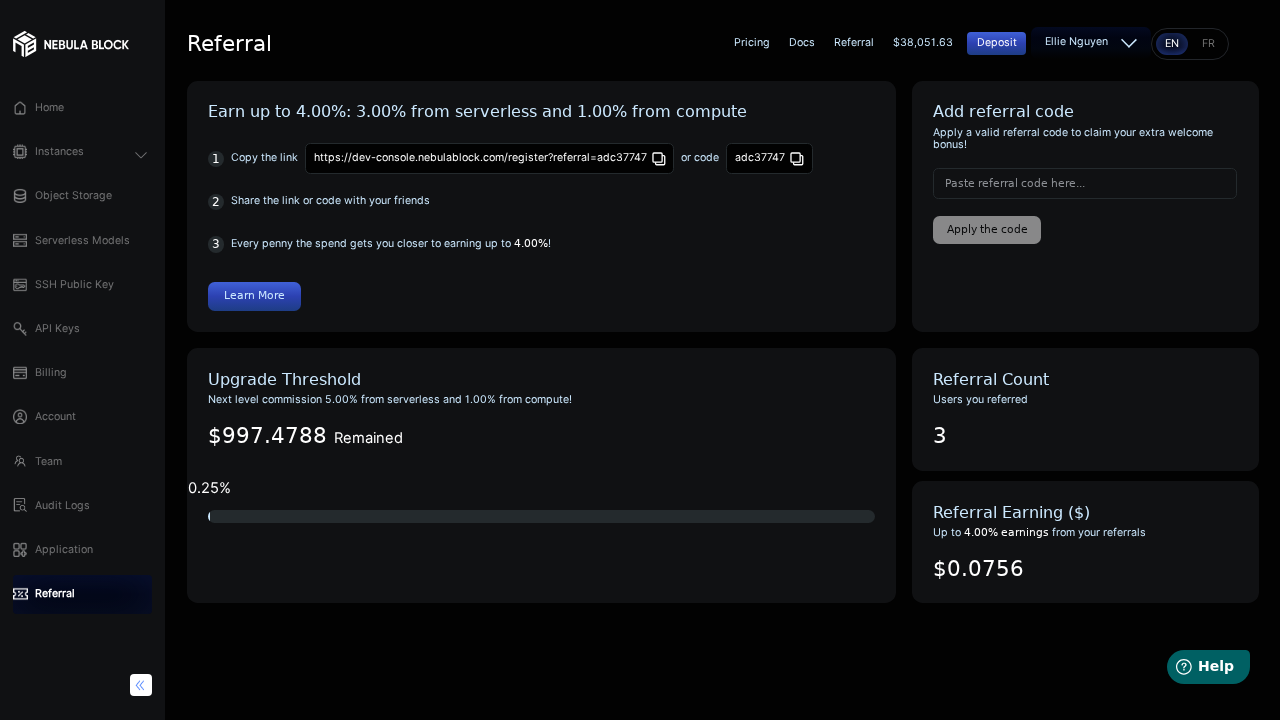 NEBULA BLOCK
Home
Instances
Object Storage
Serverless Models
SSH Public Key
API Keys
Billing
Account
Team
Audit Logs
Application
Referral
Referral
Pricing
Docs
Referral
$38,051.63
Deposit
Ellie Nguyen
EN
FR
Earn up to 4.00%: 3.00% from serverless and 1.00% from compute
1 Copy the link https://dev-console.nebulablock.com/register?referral=adc37747 or code adc37747
2 Share the link or code with your friends
3 Every penny the spend gets you closer to earning up to 4.00%!
Learn More
Add referral code
Apply a valid referral code to claim your extra welcome
bonus!
Paste referral code here...
Apply the code
Upgrade Threshold
Next level commission 5.00% from serverless and 1.00% from compute!
$997.4788 Remained
0.25%
Referral Count
Users you referred
3
Referral Earning ($)
Up to 4.00% earnings from your referrals
$0.0756
Help